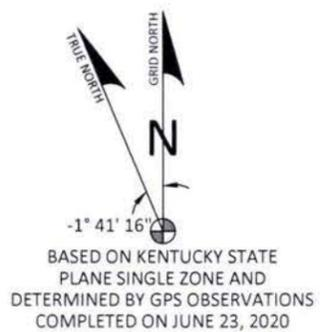 TRUE NORTH
GRID NORTH
N
-1° 41' 16"
BASED ON KENTUCKY STATE
PLANE SINGLE ZONE AND
DETERMINED BY GPS OBSERVATIONS
COMPLETED ON JUNE 23, 2020